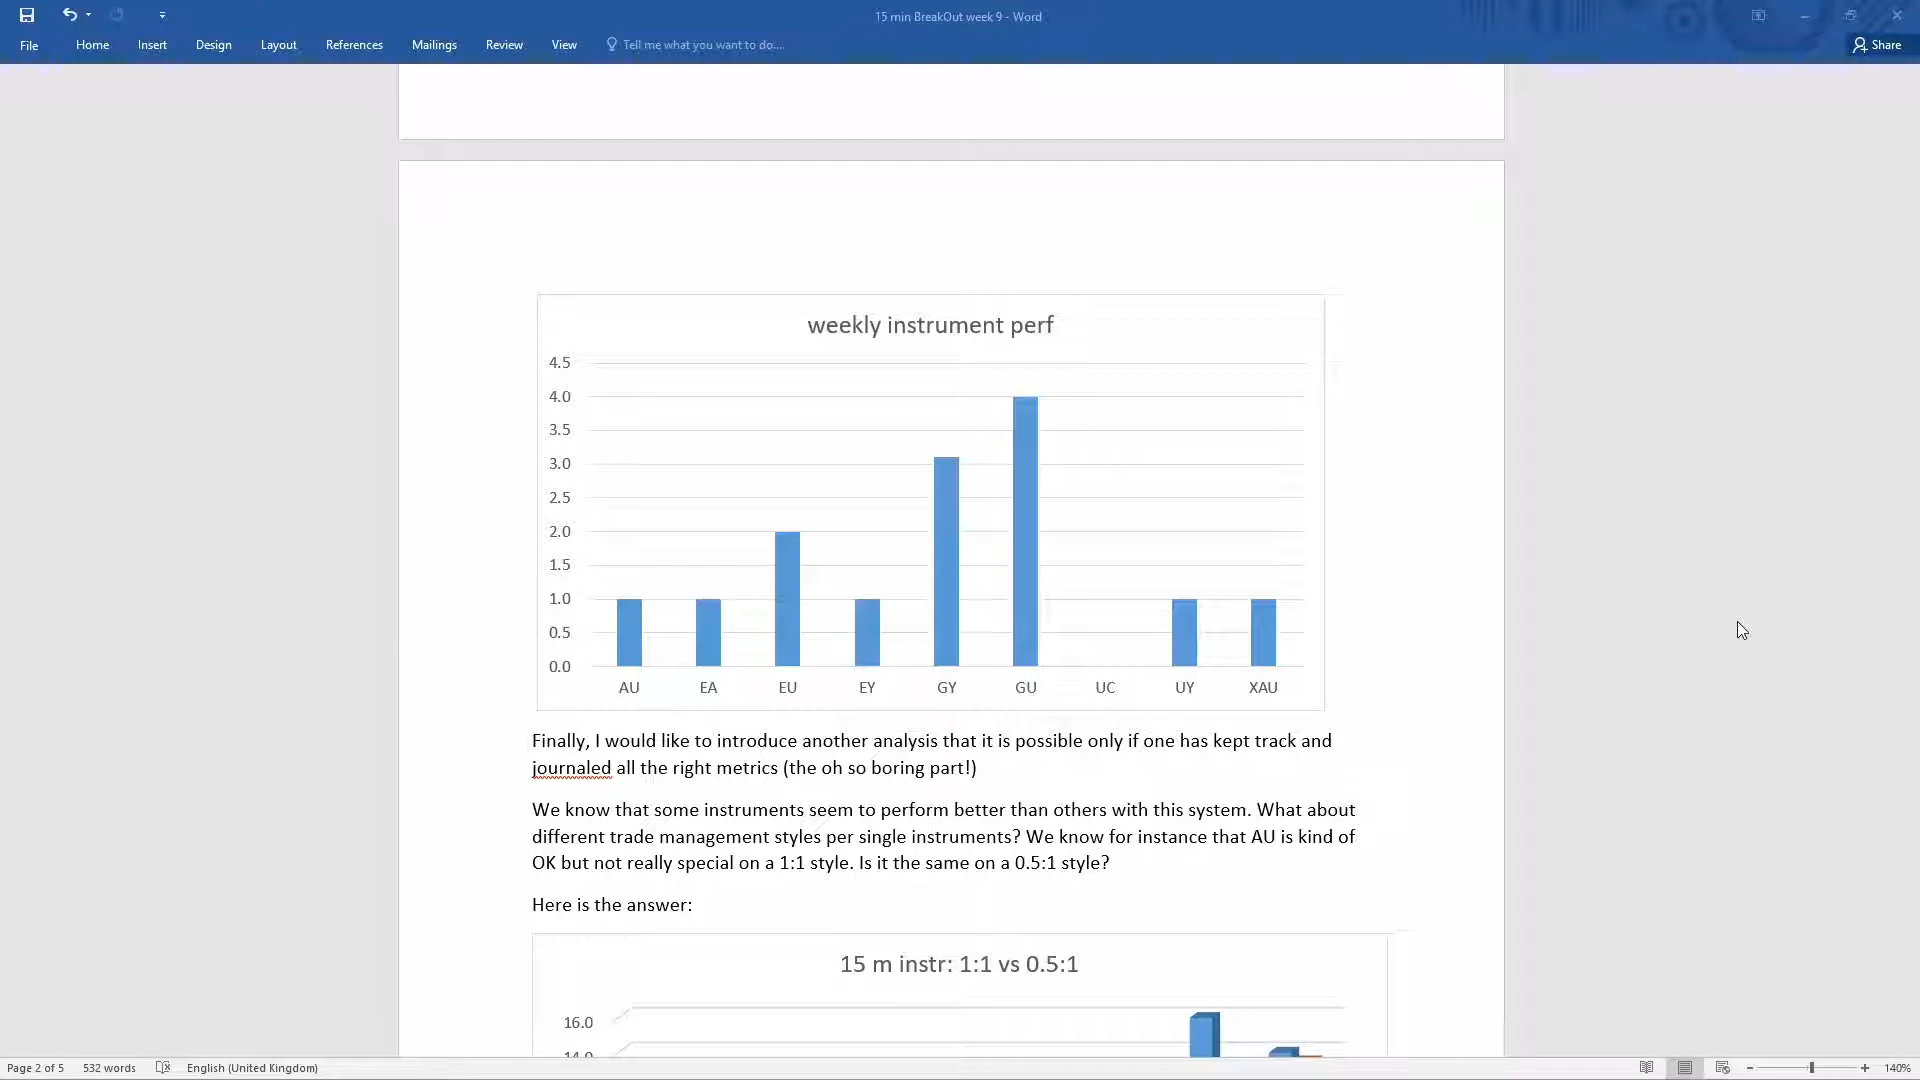 15 min BreakOut week 9 - Word
File Home Insert Design Layout References Mailings Review View Tell me what you want to do.... Share
weekly instrument perf
4.5
4.0
3.5
3.0
2.5
2.0
1.5
1.0
0.5
0.0
AU EA EU EY GY GU UC UY XAU
Finally, I would like to introduce another analysis that it is possible only if one has kept track and
journaled all the right metrics (the oh so boring part!)
We know that some instruments seem to perform better than others with this system. What about
different trade management styles per single instruments? We know for instance that AU is kind of
OK but not really special on a 1:1 style. Is it the same on a 0.5:1 style?
Here is the answer:
15 m instr: 1:1 vs 0.5:1
16.0
14.0
Page 2 of 5 532 words English (United Kingdom) 140%